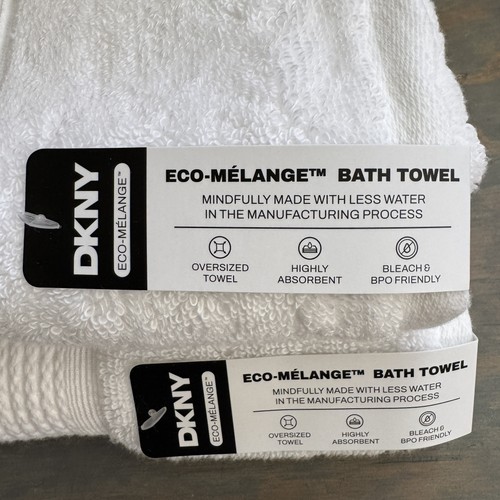 DKNY
ECO-MÉLANGE™
ECO-MÉLANGE™ BATH TOWEL
MINDFULLY MADE WITH LESS WATER
IN THE MANUFACTURING PROCESS
OVERSIZED
TOWEL
HIGHLY
ABSORBENT
BLEACH &
BPO FRIENDLY
DKNY
ECO-MÉLANGE™
ECO-MÉLANGE™ BATH TOWEL
MINDFULLY MADE WITH LESS WATER
IN THE MANUFACTURING PROCESS
OVERSIZED
TOWEL
HIGHLY
ABSORBENT
BLEACH &
BPO FRIENDLY